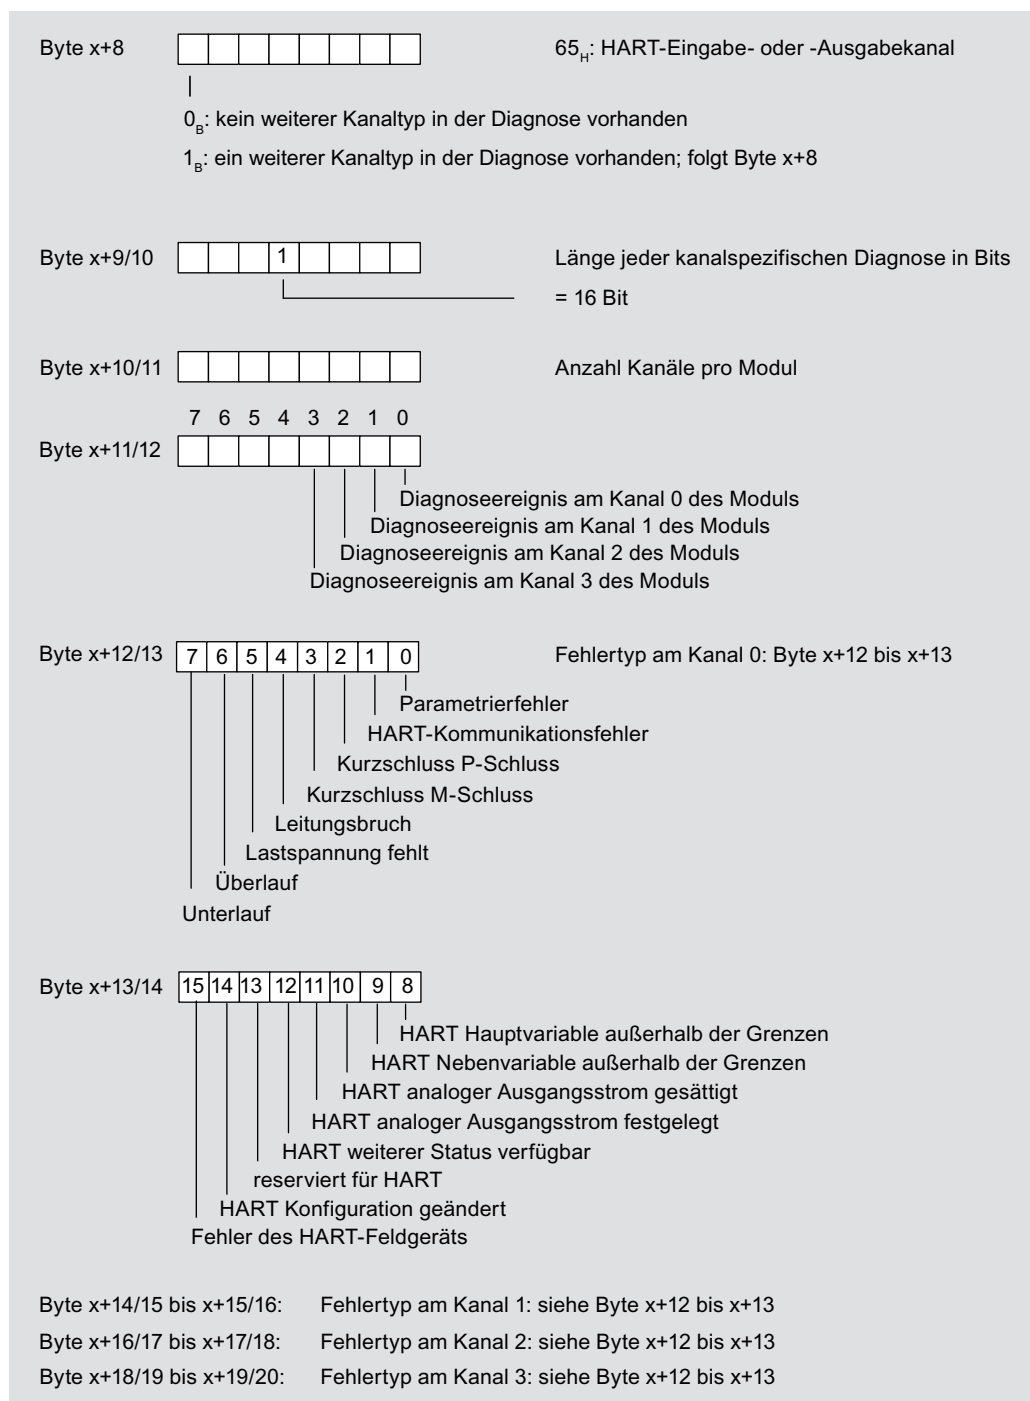 Byte x+8 65H: HART-Eingabe- oder -Ausgabekanal
0B: kein weiterer Kanaltyp in der Diagnose vorhanden
1B: ein weiterer Kanaltyp in der Diagnose vorhanden; folgt Byte x+8
Byte x+9/10 1 Länge jeder kanalspezifischen Diagnose in Bits
= 16 Bit
Byte x+10/11 Anzahl Kanäle pro Modul
7 6 5 4 3 2 1 0
Byte x+11/12
Diagnoseereignis am Kanal 0 des Moduls
Diagnoseereignis am Kanal 1 des Moduls
Diagnoseereignis am Kanal 2 des Moduls
Diagnoseereignis am Kanal 3 des Moduls
Byte x+12/13 7 6 5 4 3 2 1 0 Fehlertyp am Kanal 0: Byte x+12 bis x+13
Parametrierfehler
HART-Kommunikationsfehler
Kurzschluss P-Schluss
Kurzschluss M-Schluss
Leitungsbruch
Lastspannung fehlt
Überlauf
Unterlauf
Byte x+13/14 15 14 13 12 11 10 9 8
HART Hauptvariable außerhalb der Grenzen
HART Nebenvariable außerhalb der Grenzen
HART analoger Ausgangsstrom gesättigt
HART analoger Ausgangsstrom festgelegt
HART weiterer Status verfügbar
reserviert für HART
HART Konfiguration geändert
Fehler des HART-Feldgeräts
Byte x+14/15 bis x+15/16: Fehlertyp am Kanal 1: siehe Byte x+12 bis x+13
Byte x+16/17 bis x+17/18: Fehlertyp am Kanal 2: siehe Byte x+12 bis x+13
Byte x+18/19 bis x+19/20: Fehlertyp am Kanal 3: siehe Byte x+12 bis x+13